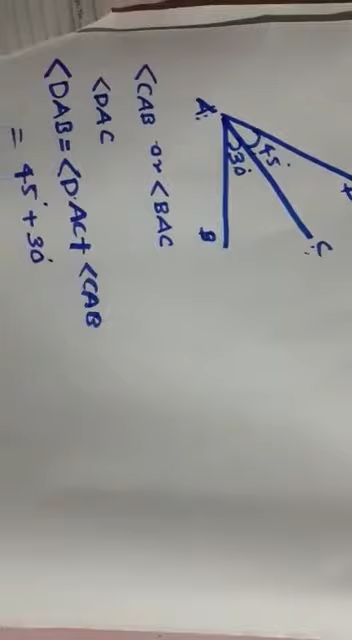 A.
45°
30°
C.
B
<CAB or <BAC
<DAC
<DAB = <DAC + <CAB
= 45° + 30°